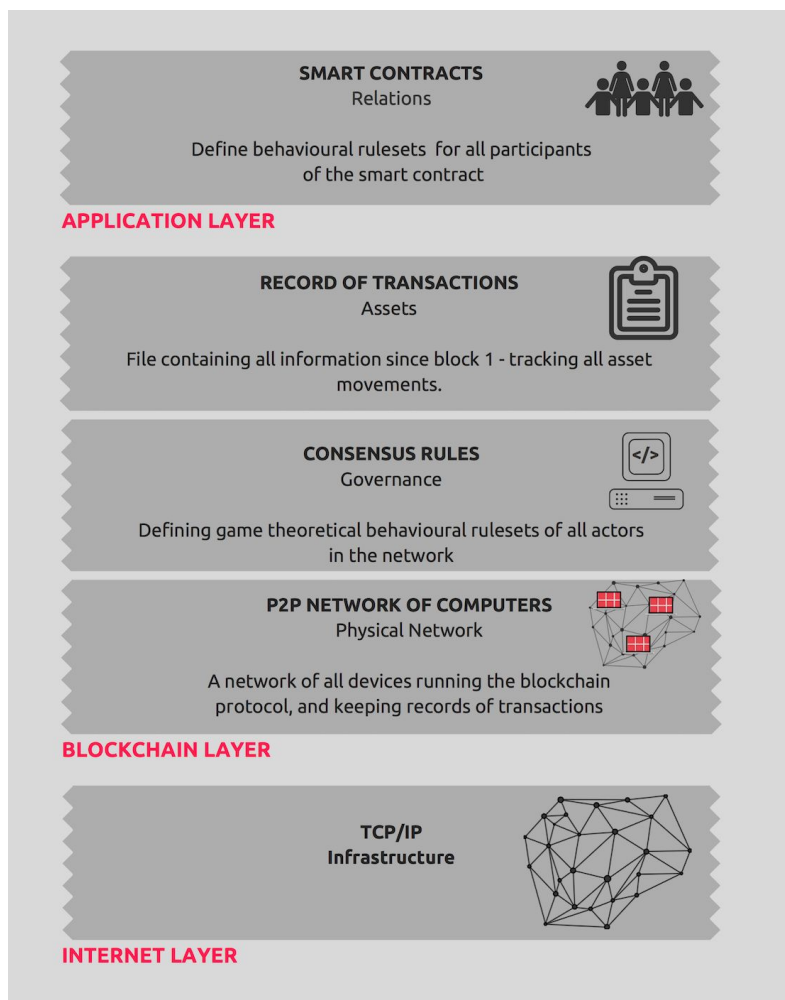 SMART CONTRACTS
Relations
Define behavioural rulesets for all participants
of the smart contract
APPLICATION LAYER
RECORD OF TRANSACTIONS
Assets
File containing all information since block 1 - tracking all asset
movements.
CONSENSUS RULES
Governance
</>
Defining game theoretical behavioural rulesets of all actors
in the network
P2P NETWORK OF COMPUTERS
Physical Network
A network of all devices running the blockchain
protocol, and keeping records of transactions
BLOCKCHAIN LAYER
TCP/IP
Infrastructure
INTERNET LAYER